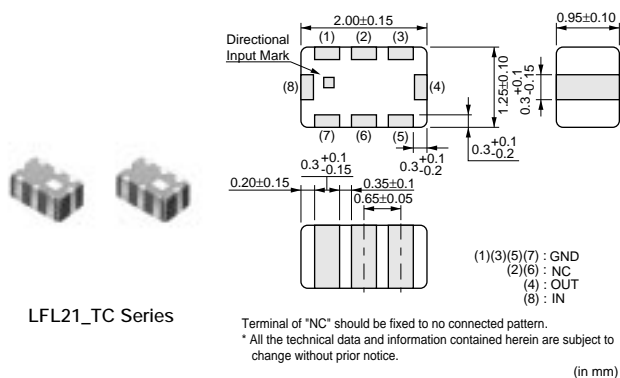 2.00±0.15
0.95±0.10
(1) (2) (3)
Directional
Input Mark
(8)
(4)
1.25±0.10
0.3+0.1-0.15
(7) (6) (5)
0.3+0.1-0.15
0.3+0.1-0.2
0.3+0.1-0.2
0.20±0.15
0.35±0.1
0.65±0.05
(1)(3)(5)(7) : GND
(2)(6) : NC
(4) : OUT
(8) : IN
LFL21_TC Series
Terminal of "NC" should be fixed to no connected pattern.
* All the technical data and information contained herein are subject to
change without prior notice.
(in mm)